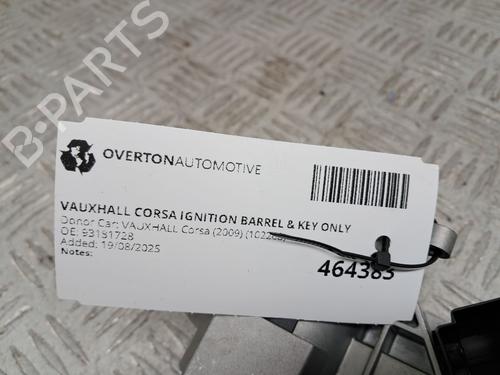 B-PARTS
OVERTONAUTOMOTIVE
VAUXHALL CORSA IGNITION BARREL & KEY ONLY
Donor Car: VAUXHALL Corsa (2009)
OE: 93181728
Added: 19/08/2025
Notes:
464383